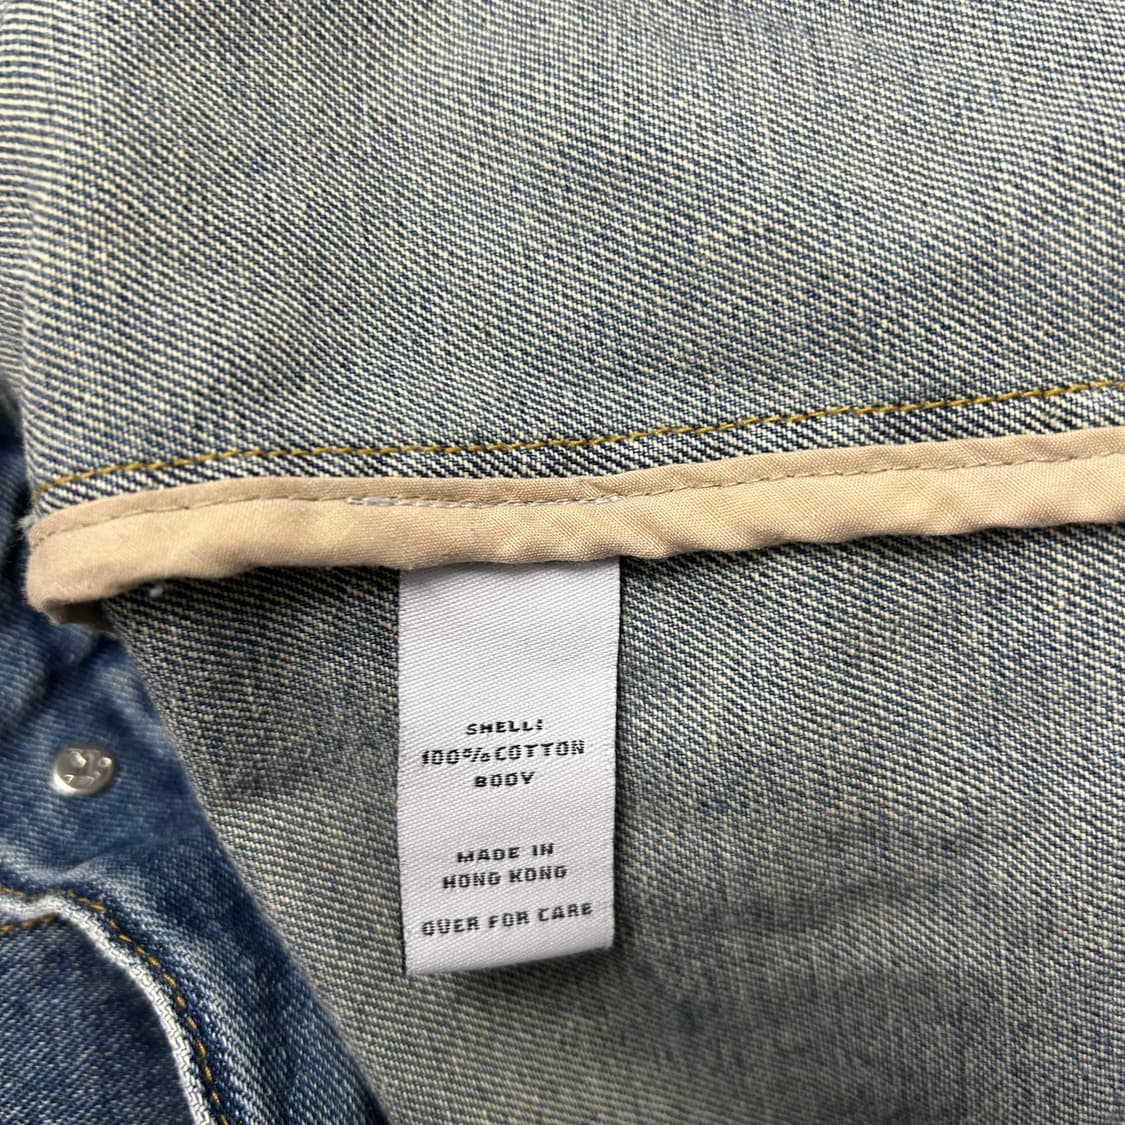 SHELL:
100% COTTON
BODY
MADE IN
HONG KONG
OVER FOR CARE